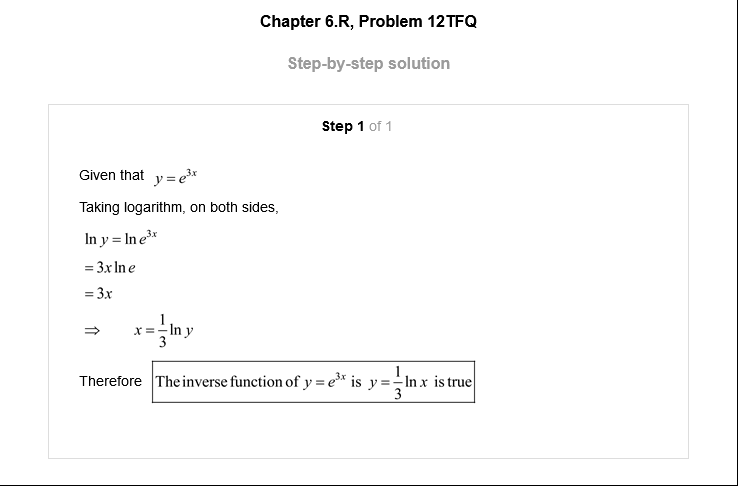 Chapter 6.R, Problem 12TFQ
Step-by-step solution
Step 1 of 1
Given that y = e^{3x}
Taking logarithm, on both sides,
ln y = ln e^{3x}
= 3x ln e
= 3x
⇒ x = \frac{1}{3} ln y
Therefore The inverse function of y = e^{3x} is y = \frac{1}{3} ln x is true